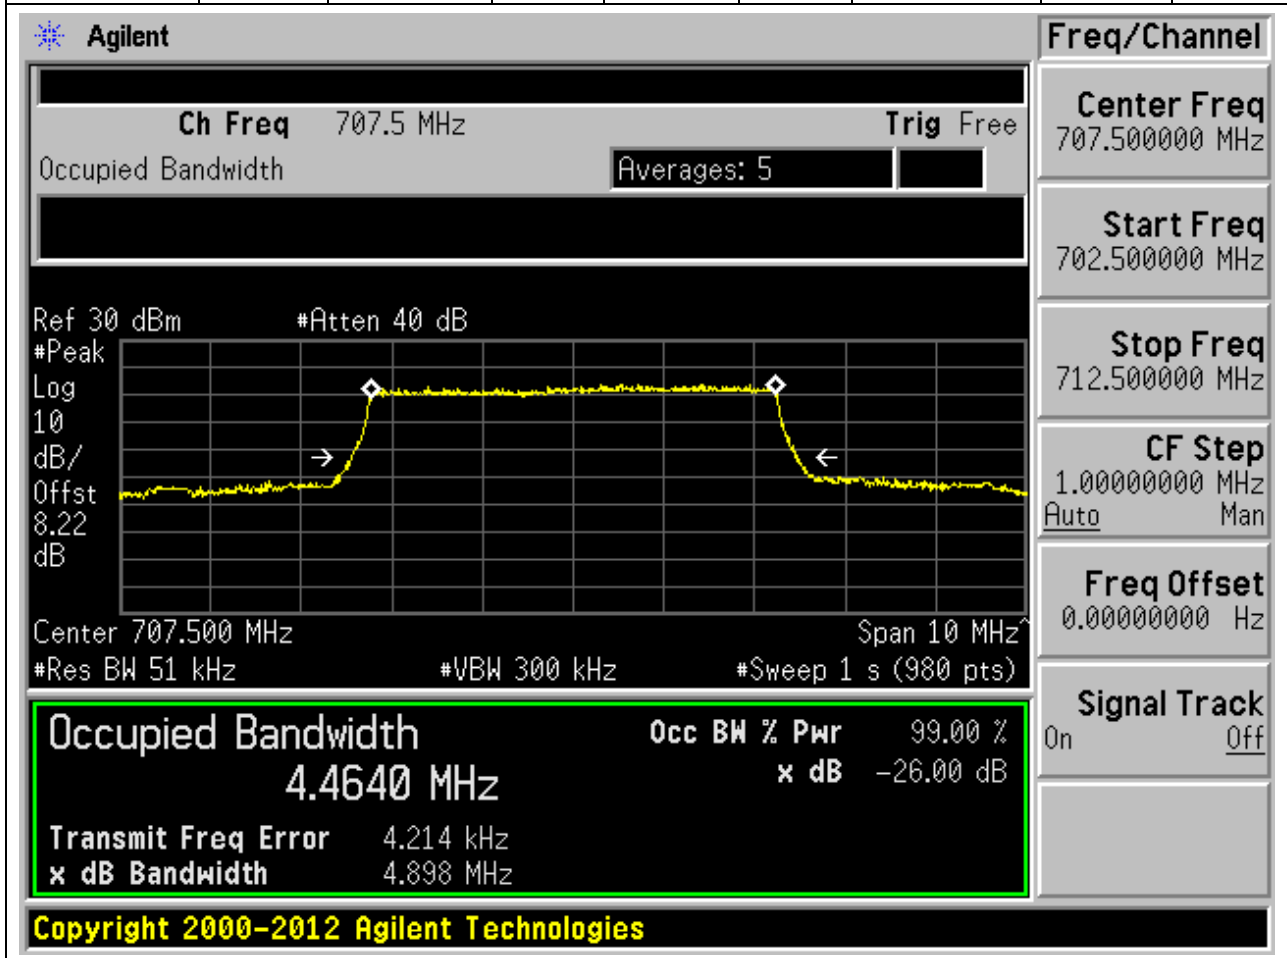 Agilent
Freq/Channel
Ch Freq 707.5 MHz Trig Free
Occupied Bandwidth Averages: 5
Center Freq
707.500000 MHz
Start Freq
702.500000 MHz
Stop Freq
712.500000 MHz
CF Step
1.00000000 MHz
Auto Man
Freq Offset
0.00000000 Hz
Signal Track
On Off
Ref 30 dBm #Atten 40 dB
#Peak
Log
10
dB/
Offst
8.22
dB
Center 707.500 MHz Span 10 MHz^
#Res BW 51 kHz #VBW 300 kHz #Sweep 1 s (980 pts)
Occupied Bandwidth Occ BW % Pwr 99.00 %
4.4640 MHz x dB -26.00 dB
Transmit Freq Error 4.214 kHz
x dB Bandwidth 4.898 MHz
Copyright 2000-2012 Agilent Technologies